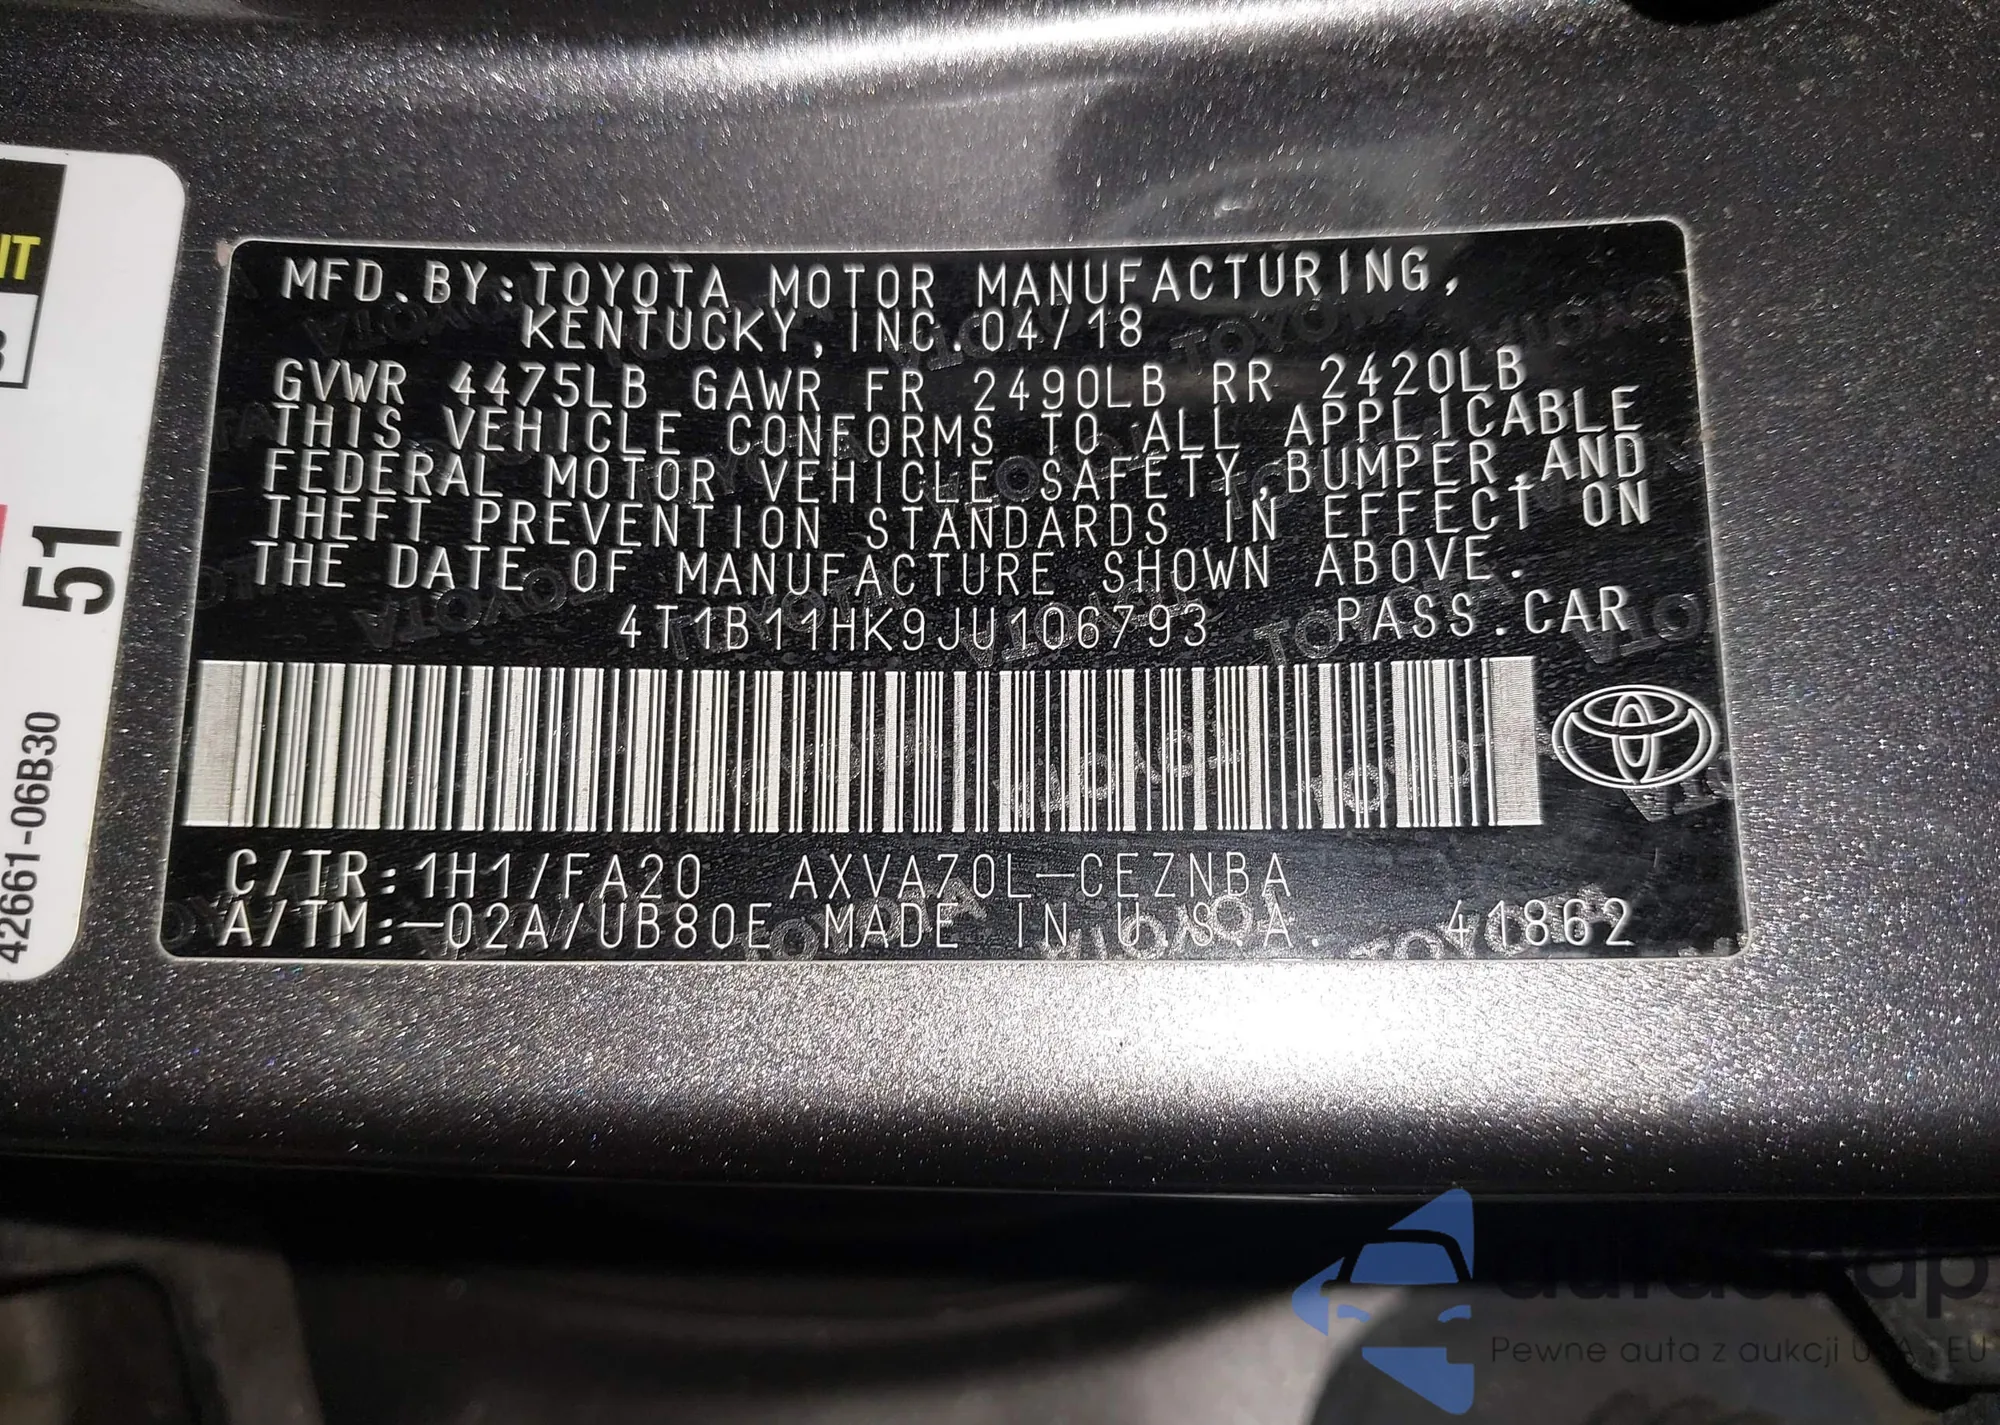 MFD. BY: TOYOTA MOTOR MANUFACTURING,
KENTUCKY, INC. 04/18
GVWR 4475LB GAWR FR 2490LB RR 2420LB
THIS VEHICLE CONFORMS TO ALL APPLICABLE
FEDERAL MOTOR VEHICLE SAFETY, BUMPER, AND
THEFT PREVENTION STANDARDS IN EFFECT ON
THE DATE OF MANUFACTURE SHOWN ABOVE.
4T1B11HK9JU106793 PASS. CAR
C/TR: 1H1/FA20 AXVA70L-CEZNBA
A/TM: -02A/UB80E MADE IN U.S.A. 41862
51
42661-06B30
Pewne auta z aukcji USA i EU